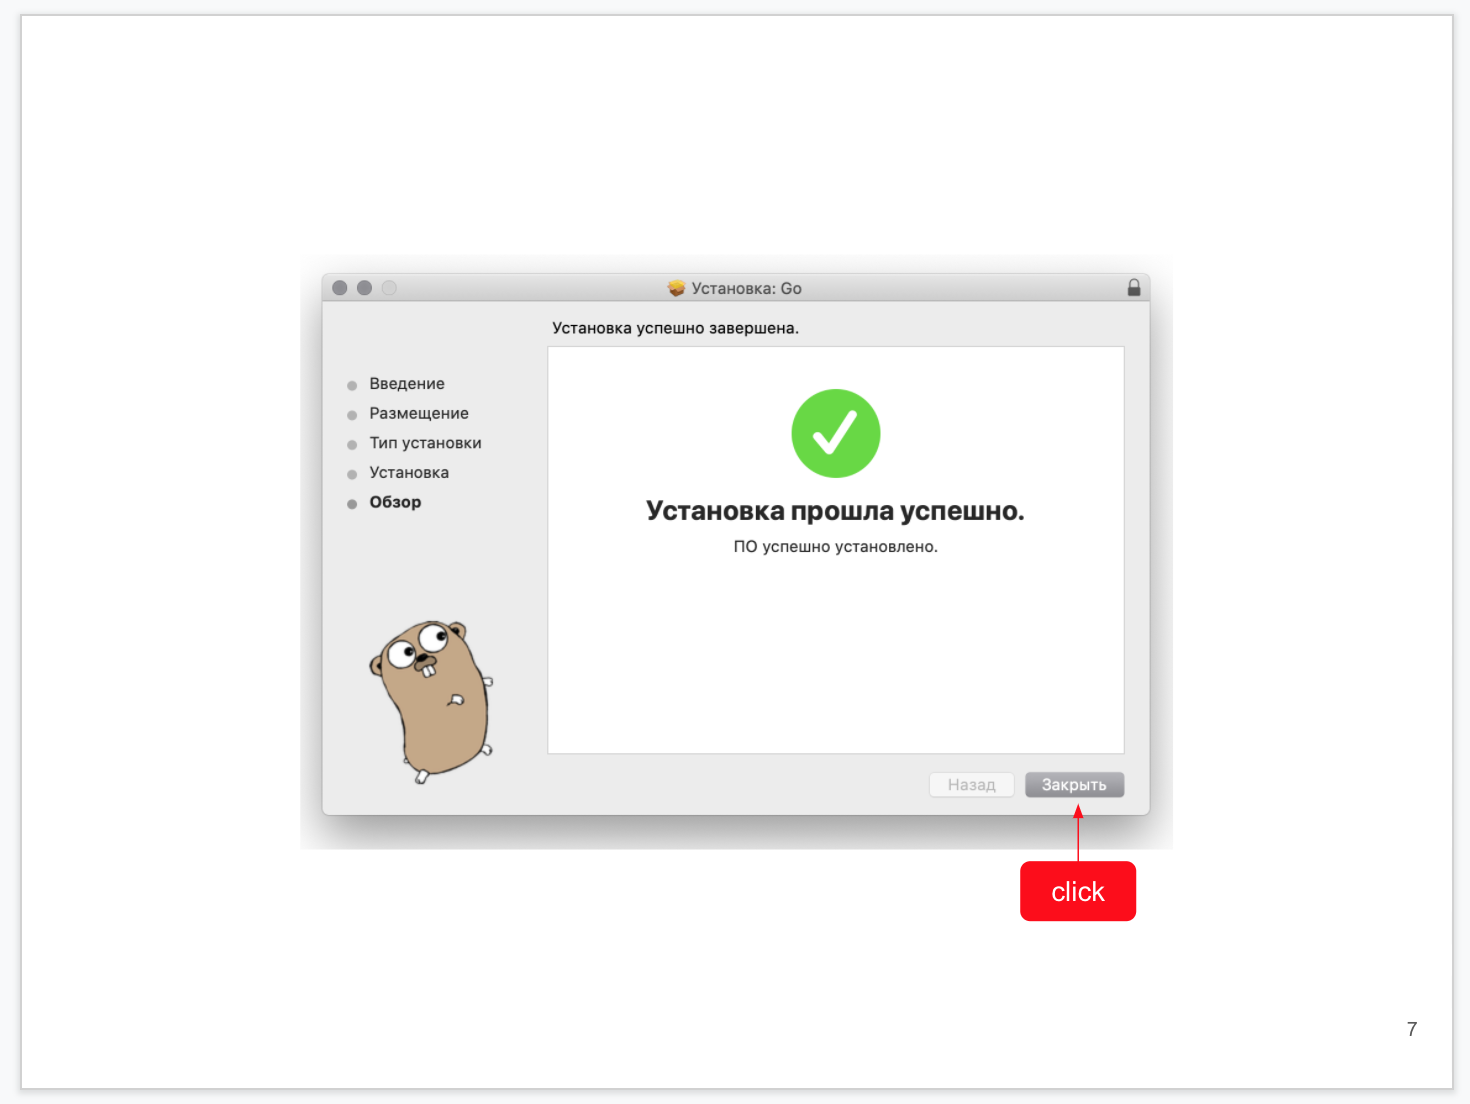 Установка: Go
Установка успешно завершена.
Введение
Размещение
Тип установки
Установка
Обзор
Установка прошла успешно.
ПО успешно установлено.
Назад
Закрыть
click
7